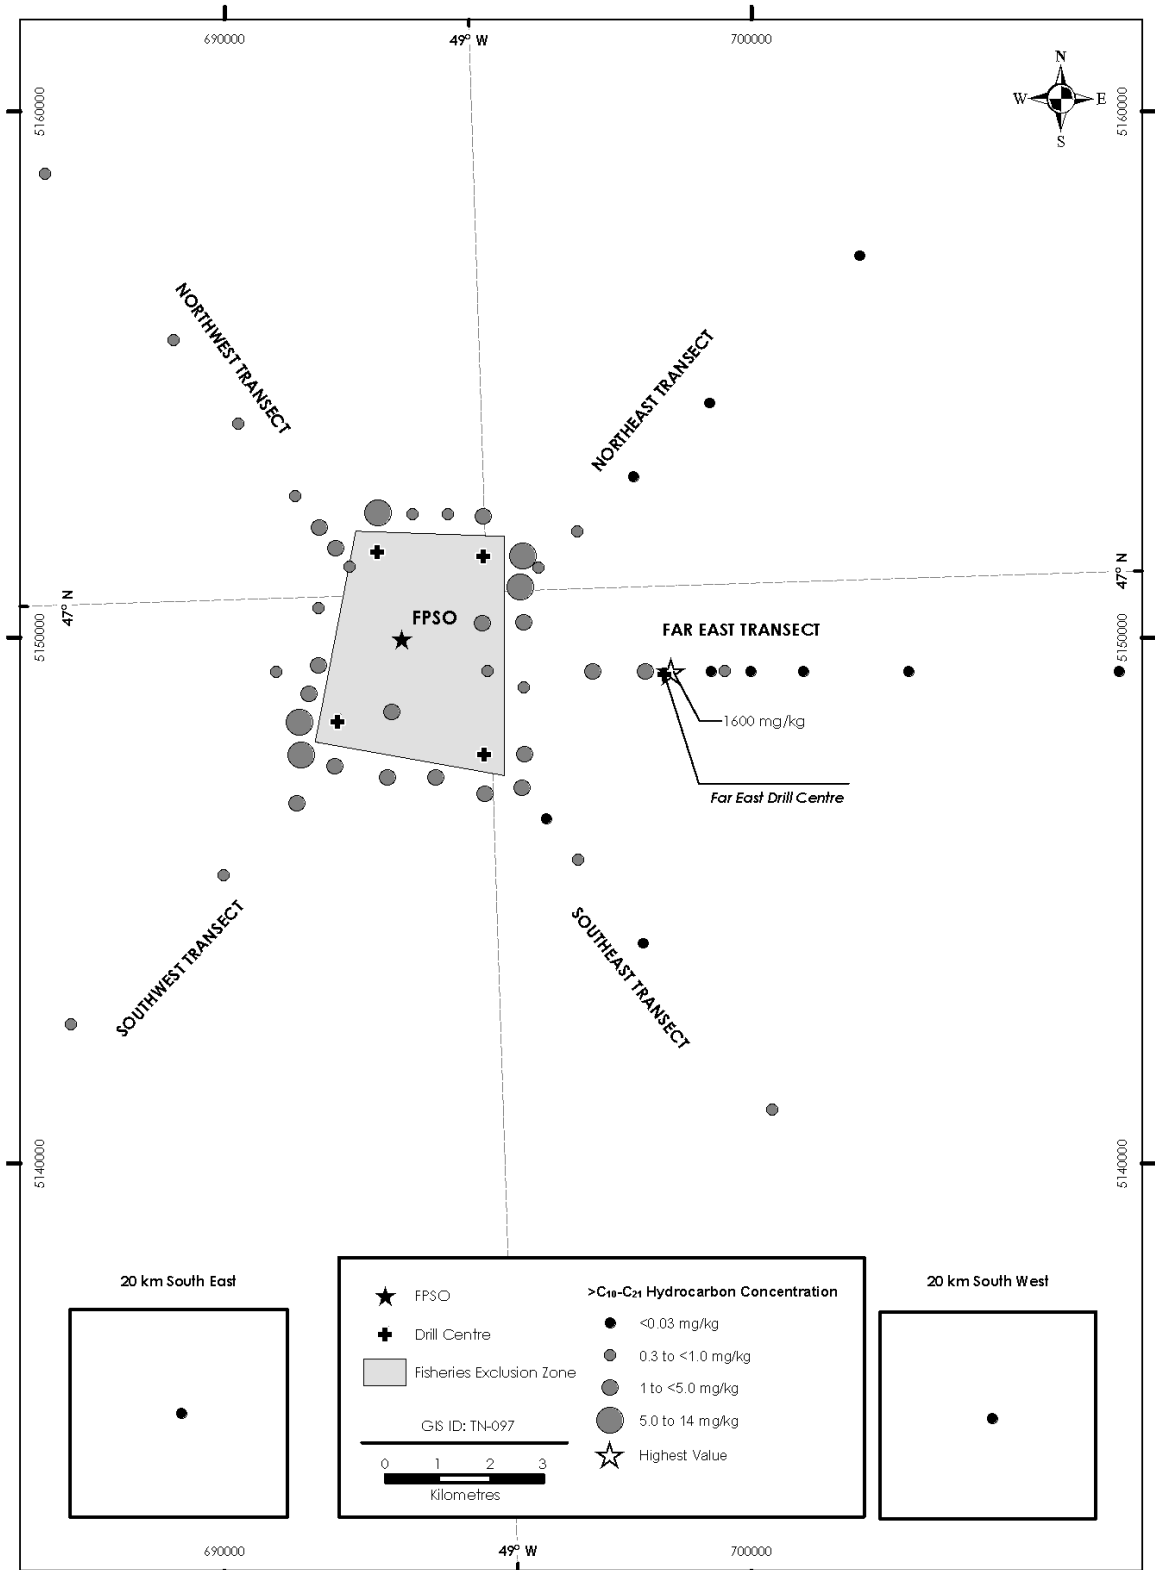 690000
49° W
700000
N
W E
S
5160000
5160000
NORTHWEST TRANSECT
NORTHEAST TRANSECT
47° N
47° N
FPSO
FAR EAST TRANSECT
5150000
5150000
1600 mg/kg
Far East Drill Centre
SOUTHWEST TRANSECT
SOUTHEAST TRANSECT
5140000
5140000
20 km South East
20 km South West
FPSO
Drill Centre
Fisheries Exclusion Zone
GIS ID: TN-097
0 1 2 3
Kilometres
>C₁₀-C₂₁ Hydrocarbon Concentration
<0.03 mg/kg
0.3 to <1.0 mg/kg
1 to <5.0 mg/kg
5.0 to 14 mg/kg
Highest Value
690000
49° W
700000